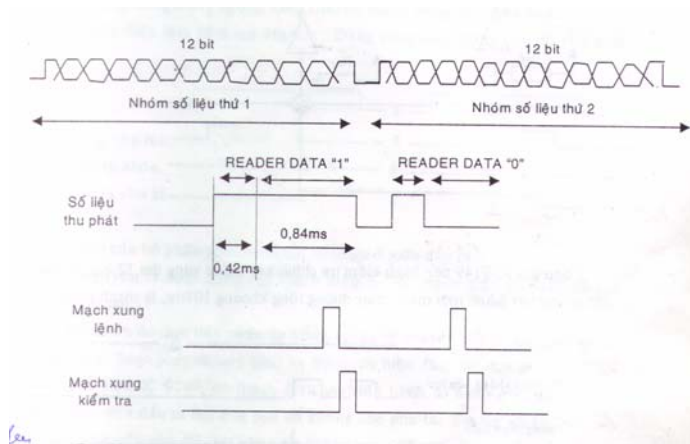 12 bit 12 bit
Nhóm số liệu thứ 1 Nhóm số liệu thứ 2
READER DATA "1" READER DATA "0"
Số liệu
thu phát
0,84ms
0,42ms
Mạch xung
lệnh
Mạch xung
kiểm tra